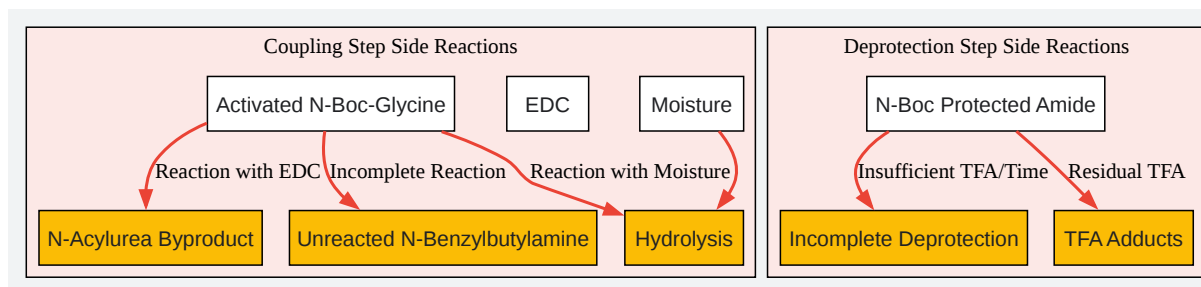 Coupling Step Side Reactions
Deprotection Step Side Reactions
Activated N-Boc-Glycine
EDC
Moisture
N-Boc Protected Amide
Reaction with EDC
Incomplete Reaction
Reaction with Moisture
Insufficient TFA/Time
Residual TFA
N-Acylurea Byproduct
Unreacted N-Benzylbutylamine
Hydrolysis
Incomplete Deprotection
TFA Adducts